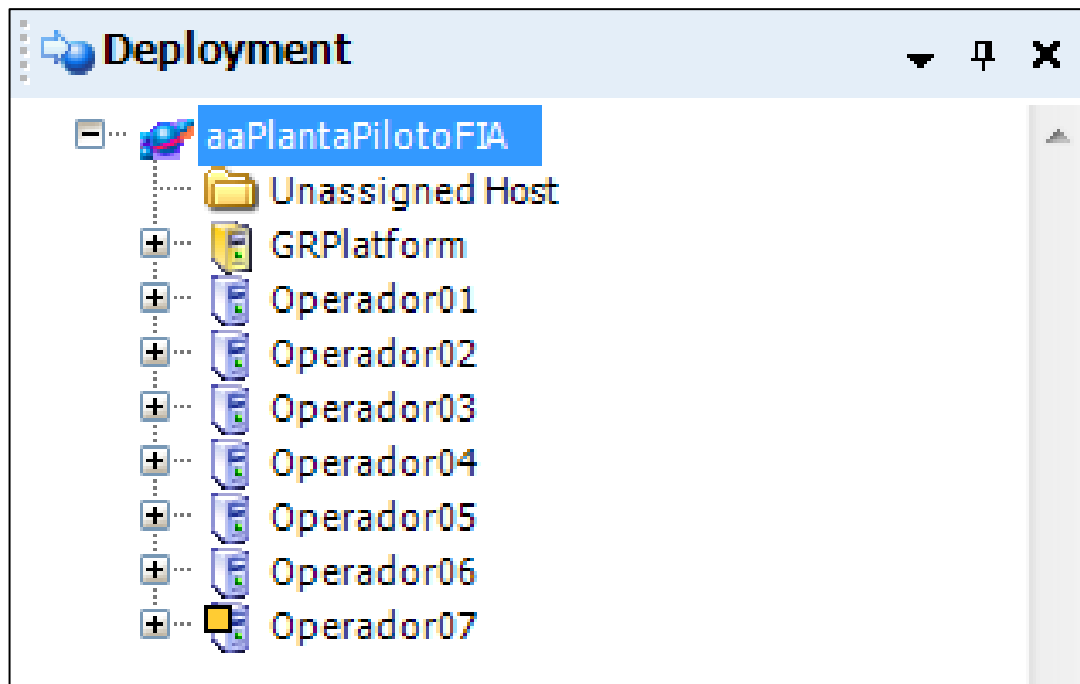 Deployment
aaPlantaPilotoFIA
Unassigned Host
GRPlatform
Operador01
Operador02
Operador03
Operador04
Operador05
Operador06
Operador07